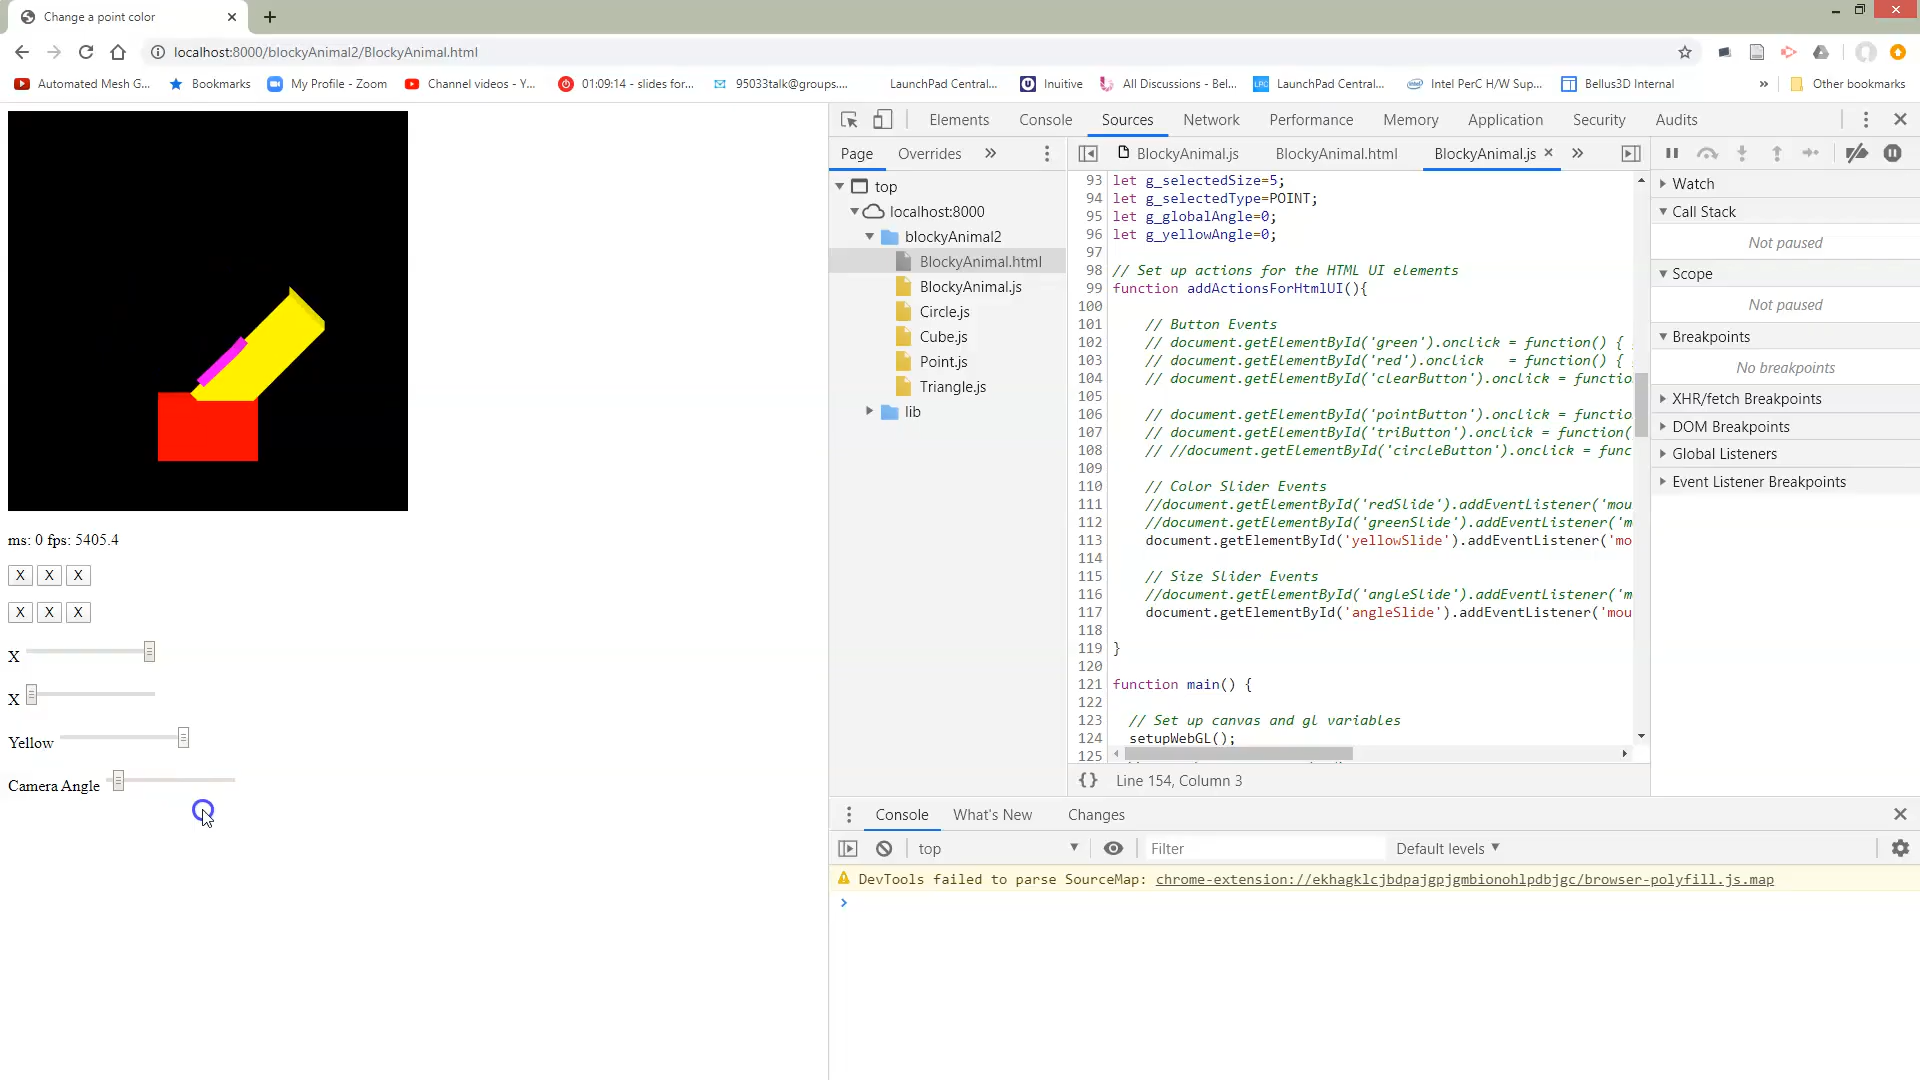 Change a point color
localhost:8000/blockyAnimal2/BlockyAnimal.html
Automated Mesh G... Bookmarks My Profile - Zoom Channel videos - Y... 01:09:14 - slides for... 95033talk@groups.... LaunchPad Central... Inuitive All Discussions - Bel... LaunchPad Central... Intel PerC H/W Sup... Bellus3D Internal » Other bookmarks
Elements Console Sources Network Performance Memory Application Security Audits
Page Overrides »
BlockyAnimal.js BlockyAnimal.html BlockyAnimal.js »
top
localhost:8000
blockyAnimal2
BlockyAnimal.html
BlockyAnimal.js
Circle.js
Cube.js
Point.js
Triangle.js
lib
93 let g_selectedSize=5;
94 let g_selectedType=POINT;
95 let g_globalAngle=0;
96 let g_yellowAngle=0;
97
98 // Set up actions for the HTML UI elements
99 function addActionsForHtmlUI(){
100
101 // Button Events
102 // document.getElementById('green').onclick = function() {
103 // document.getElementById('red').onclick   = function() {
104 // document.getElementById('clearButton').onclick = functio
105
106 // document.getElementById('pointButton').onclick = functio
107 // document.getElementById('triButton').onclick = function(
108 // //document.getElementById('circleButton').onclick = func
109
110 // Color Slider Events
111 //document.getElementById('redSlide').addEventListener('mou
112 //document.getElementById('greenSlide').addEventListener('m
113 document.getElementById('yellowSlide').addEventListener('mo
114
115 // Size Slider Events
116 //document.getElementById('angleSlide').addEventListener('m
117 document.getElementById('angleSlide').addEventListener('mou
118
119 }
120
121 function main() {
122
123 // Set up canvas and gl variables
124 setupWebGL();
125
{} Line 154, Column 3
Watch
Call Stack
Not paused
Scope
Not paused
Breakpoints
No breakpoints
XHR/fetch Breakpoints
DOM Breakpoints
Global Listeners
Event Listener Breakpoints
ms: 0 fps: 5405.4
X X X
X X X
X
X
Yellow
Camera Angle
Console What's New Changes
top Filter Default levels
DevTools failed to parse SourceMap: chrome-extension://ekhagklcjbdpajgpjgmbionohlpdbjgc/browser-polyfill.js.map